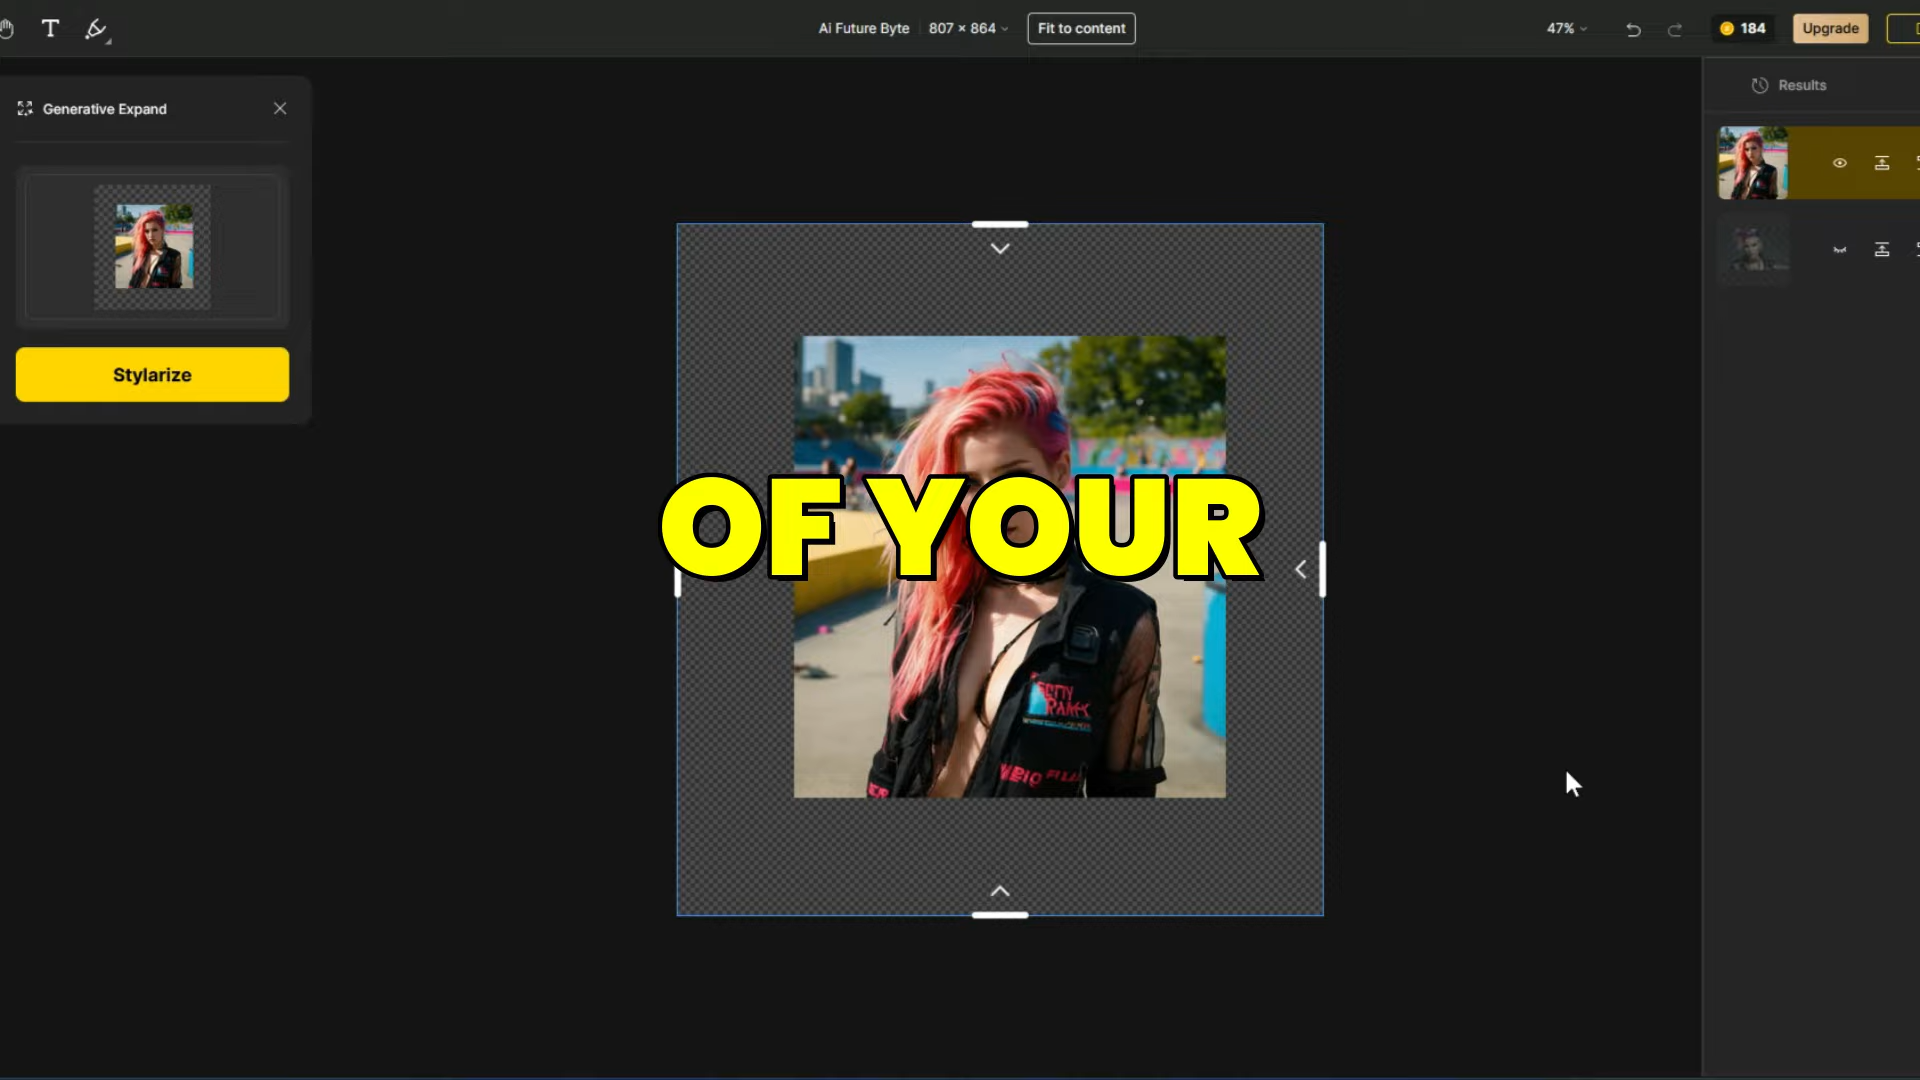 T
Ai Future Byte 807 × 864 Fit to content 47% 184 Upgrade
Generative Expand
Results
Stylarize
OF YOUR